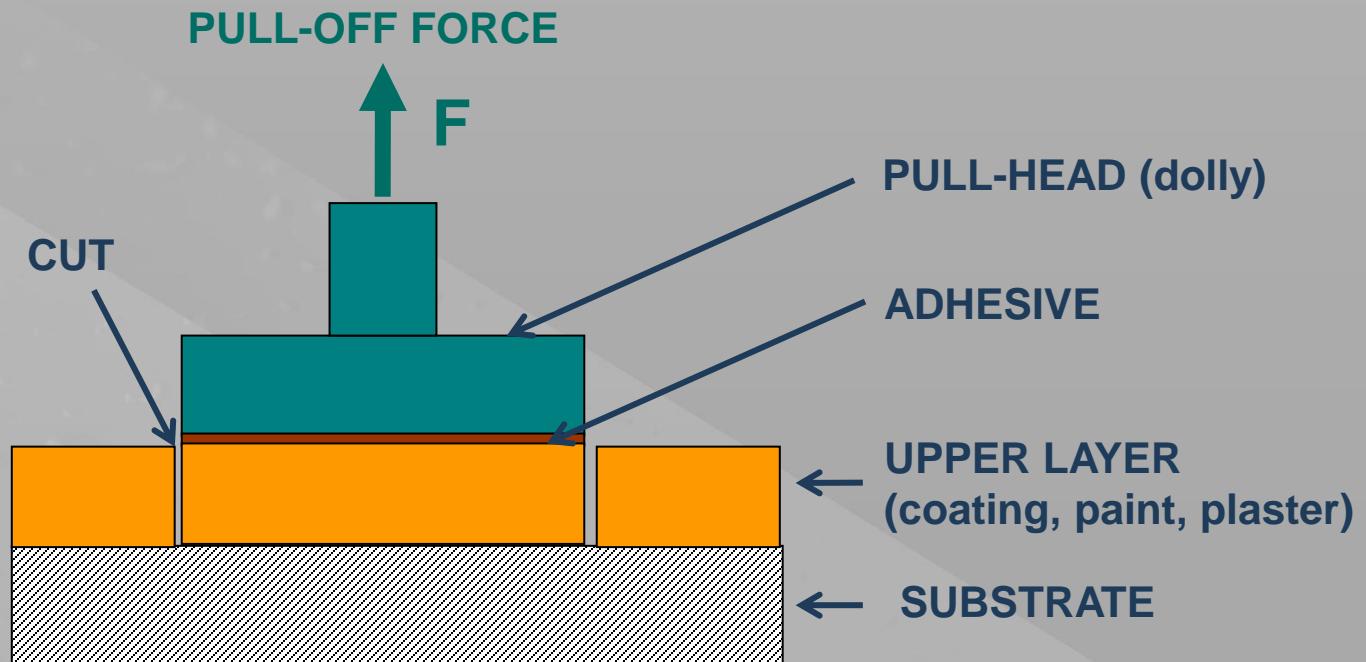 PULL-OFF FORCE
F
PULL-HEAD (dolly)
CUT
ADHESIVE
UPPER LAYER
(coating, paint, plaster)
SUBSTRATE